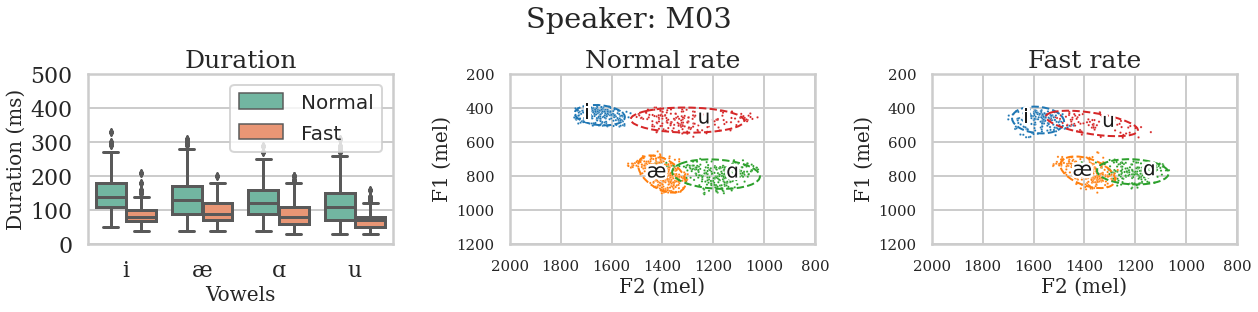 Speaker: M03
Duration
Duration (ms)
500
400
300
200
100
0
Normal
Fast
i æ ɑ u
Vowels
Normal rate
F1 (mel)
200
400
600
800
1000
1200
i
u
æ
ɑ
2000 1800 1600 1400 1200 1000 800
F2 (mel)
Fast rate
F1 (mel)
200
400
600
800
1000
1200
i
u
æ
ɑ
2000 1800 1600 1400 1200 1000 800
F2 (mel)